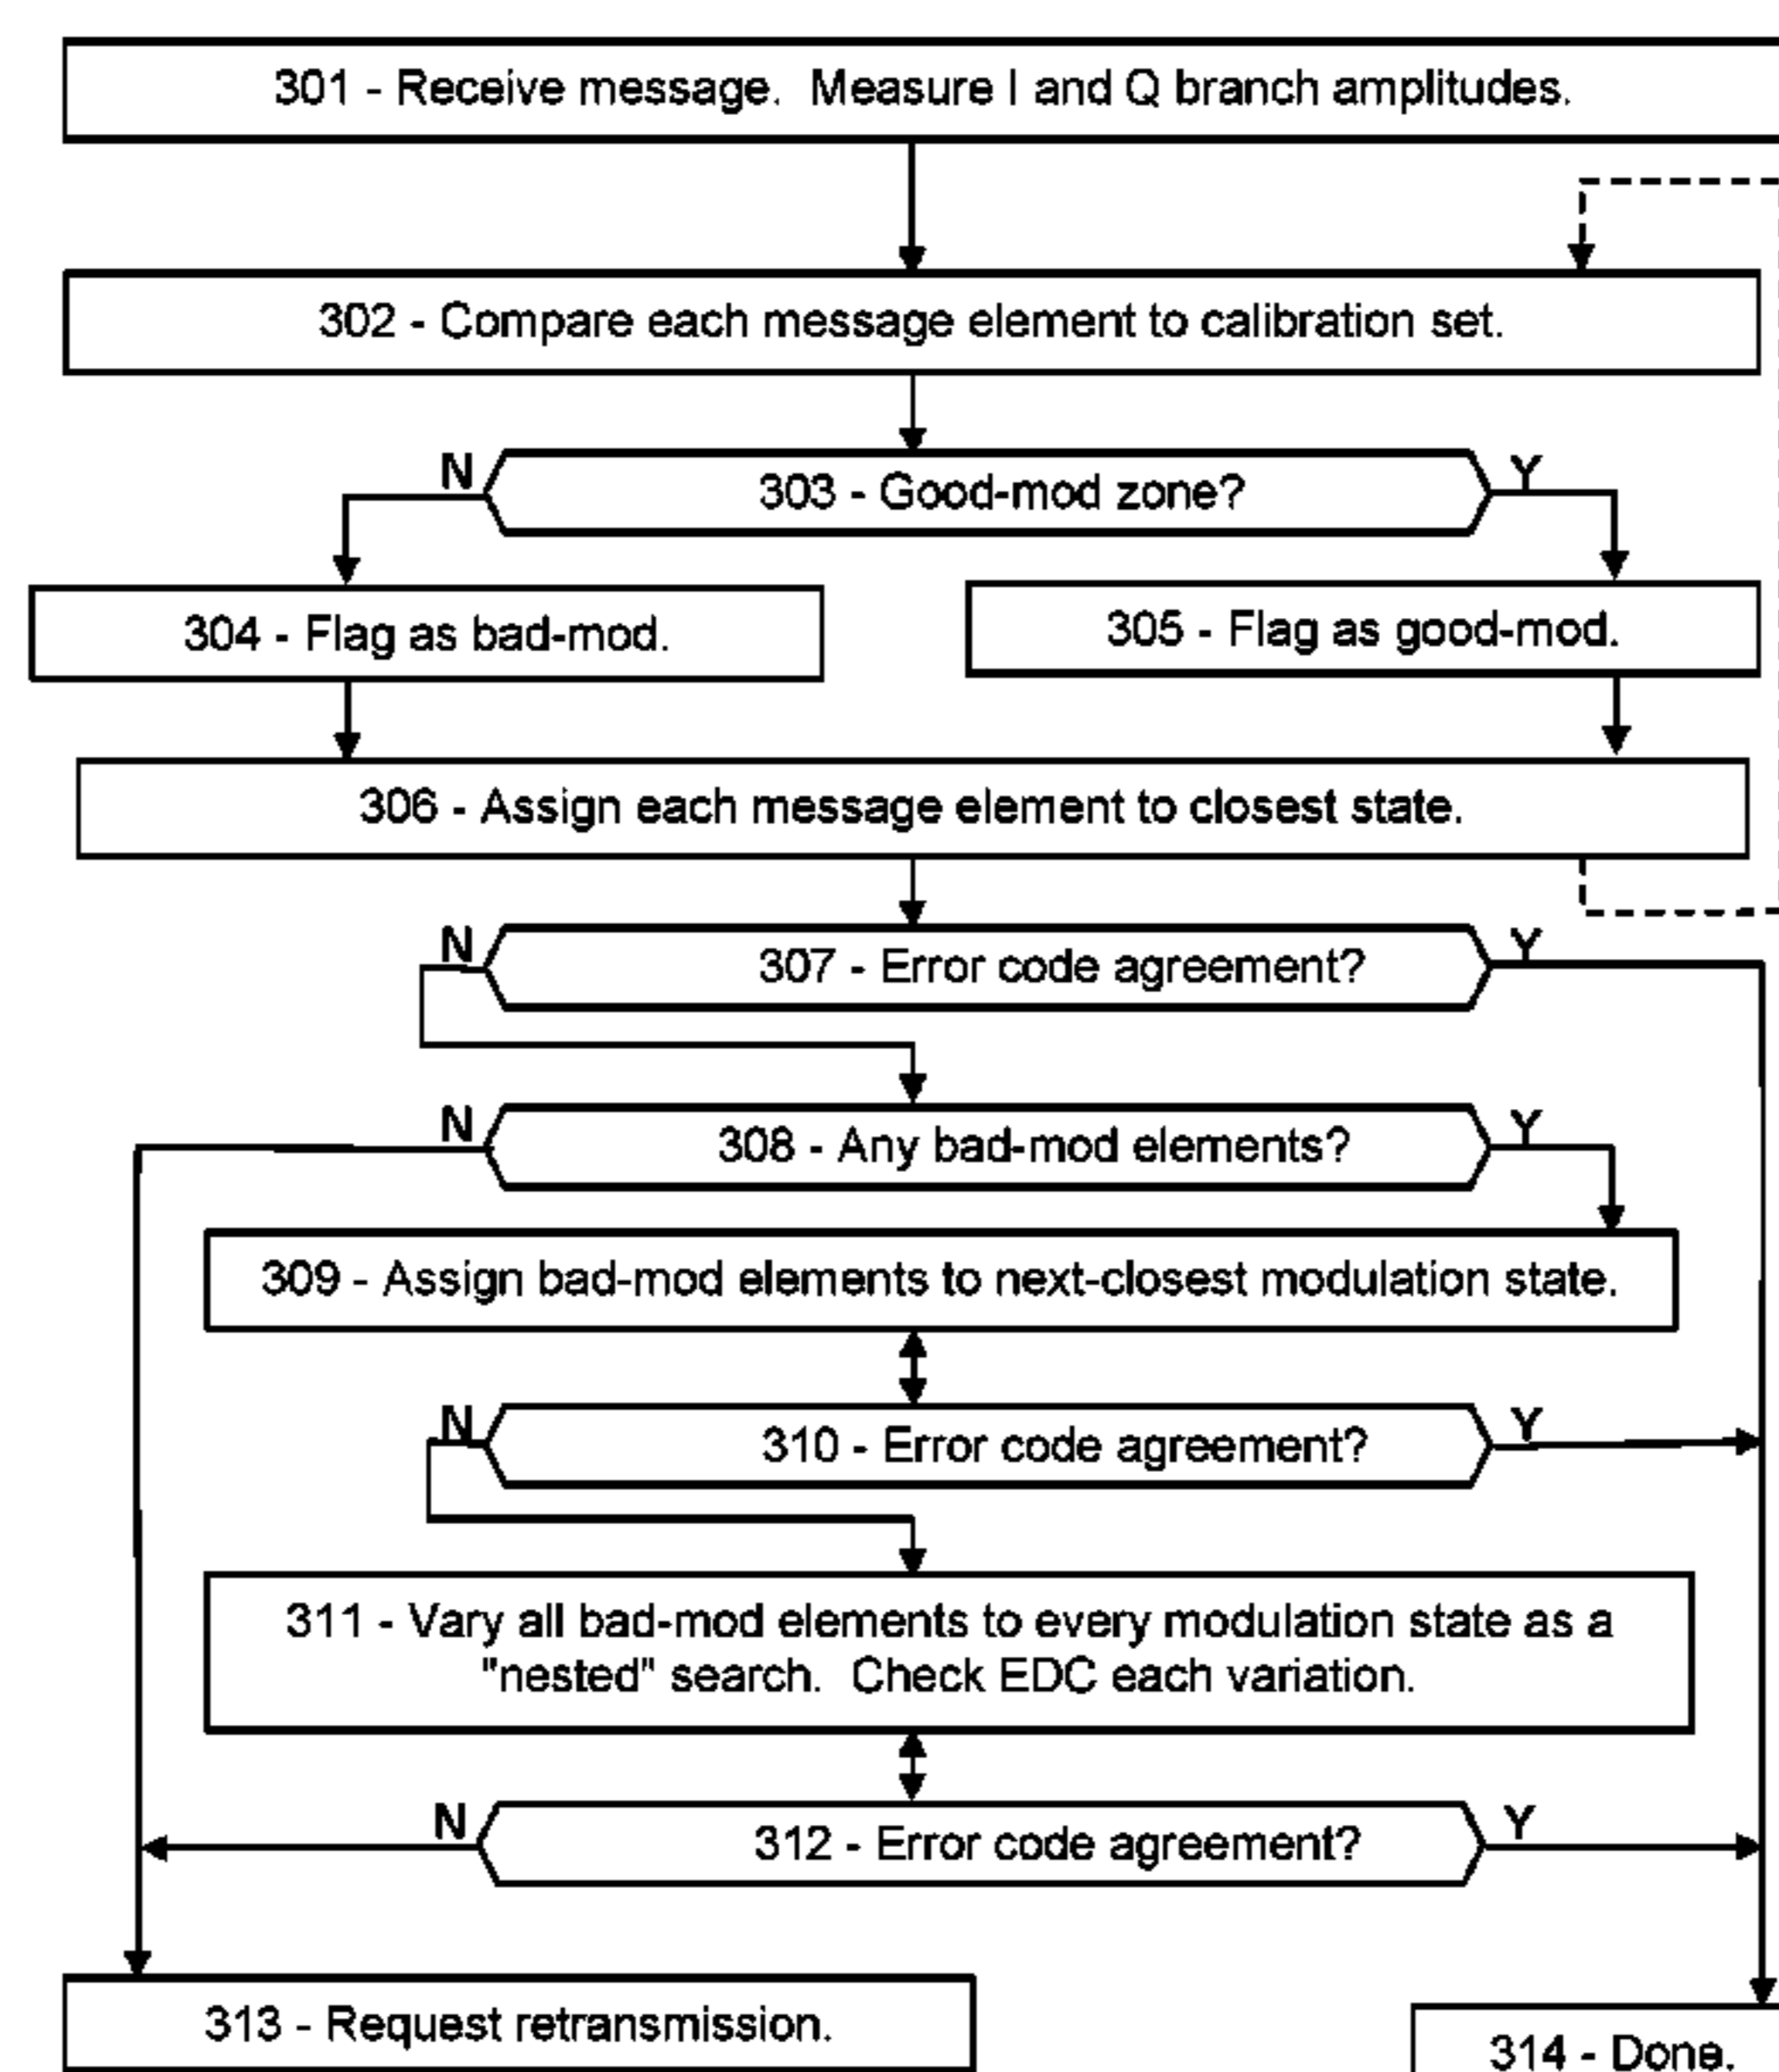 301 - Receive message.  Measure I and Q branch amplitudes.
302 - Compare each message element to calibration set.
N
303 - Good-mod zone?
Y
304 - Flag as bad-mod.
305 - Flag as good-mod.
306 - Assign each message element to closest state.
N
307 - Error code agreement?
Y
N
308 - Any bad-mod elements?
Y
309 - Assign bad-mod elements to next-closest modulation state.
N
310 - Error code agreement?
Y
311 - Vary all bad-mod elements to every modulation state as a
"nested" search.  Check EDC each variation.
N
312 - Error code agreement?
Y
313 - Request retransmission.
314 - Done.